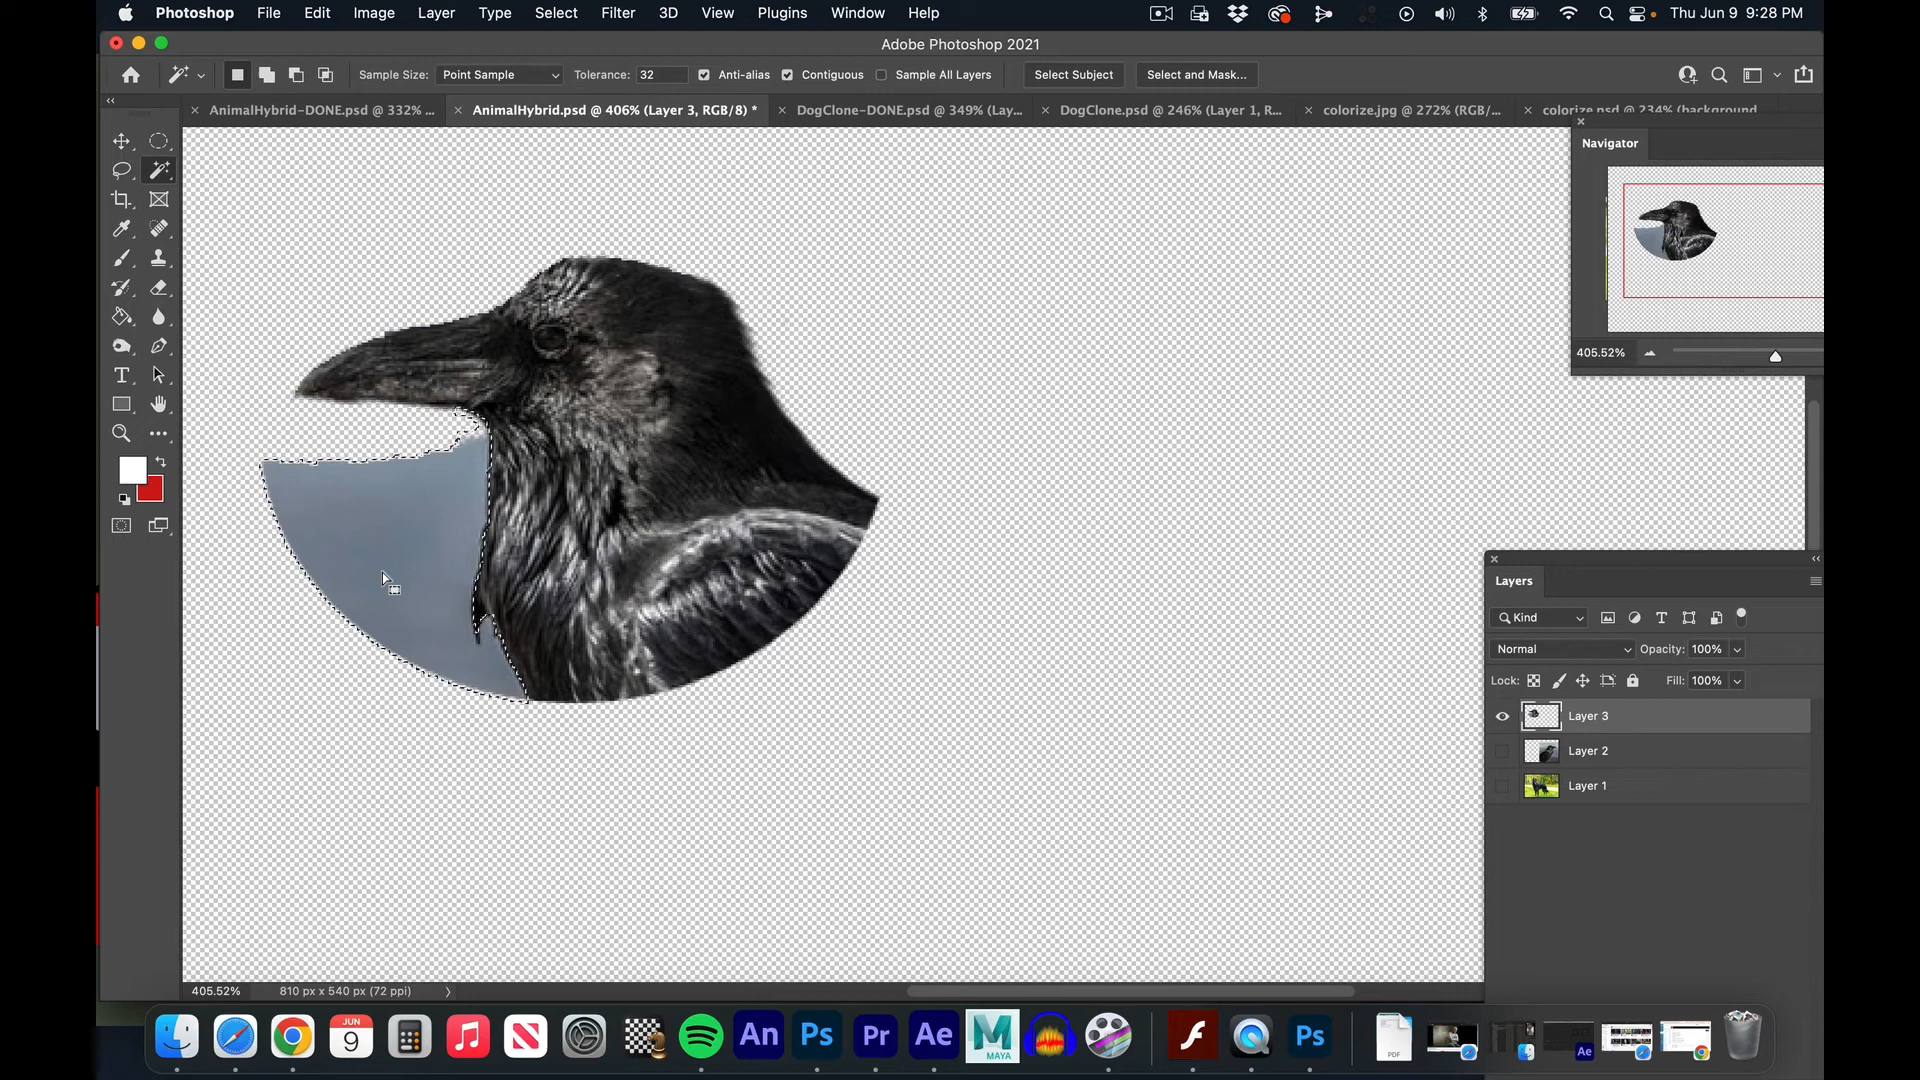 Photoshop File Edit Image Layer Type Select Filter 3D View Plugins Window Help Thu Jun 9 9:28 PM
Adobe Photoshop 2021
Sample Size: Point Sample Tolerance: 32 Anti-alias Contiguous Sample All Layers Select Subject Select and Mask...
AnimalHybrid-DONE.psd @ 332% ... AnimalHybrid.psd @ 406% (Layer 3, RGB/8) * DogClone-DONE.psd @ 349% (Lay... DogClone.psd @ 246% (Layer 1, R... colorize.jpg @ 272% (RGB/... colorize.psd @ 234% (background
Navigator
405.52%
Layers
Kind
Normal Opacity: 100%
Lock: Fill: 100%
Layer 3
Layer 2
Layer 1
405.52% 810 px x 540 px (72 ppi)
JUN
9
An Ps Pr Ae
MAYA
Ps
PDF
Ae